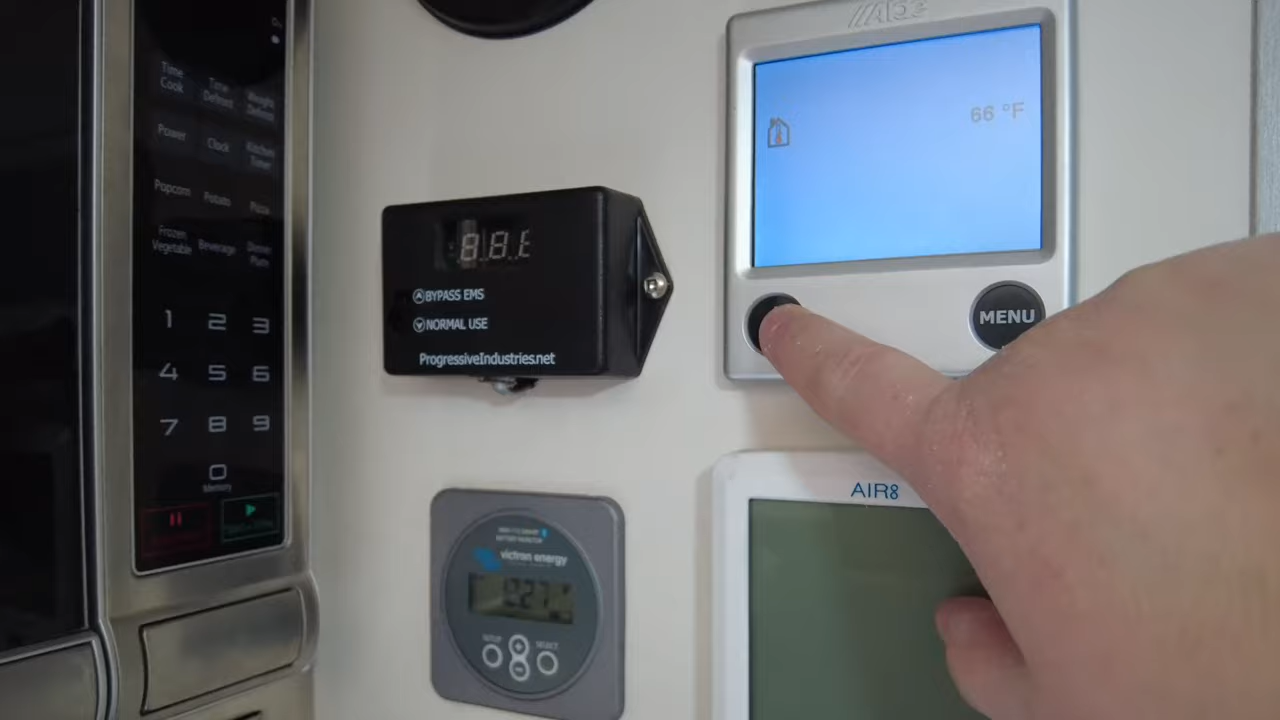 Time
Cook
Time
Defrost
Weight
Defrost
Power
Clock
Kitchen
Timer
Popcorn
Potato
Pizza
Frozen
Vegetable
Beverage
Dinner
Plate
1 2 3
4 5 6
7 8 9
0
Memory
BYPASS EMS
NORMAL USE
ProgressiveIndustries.net
Alde
66 °F
MENU
victron energy
SETUP
SELECT
+
-
AIR8